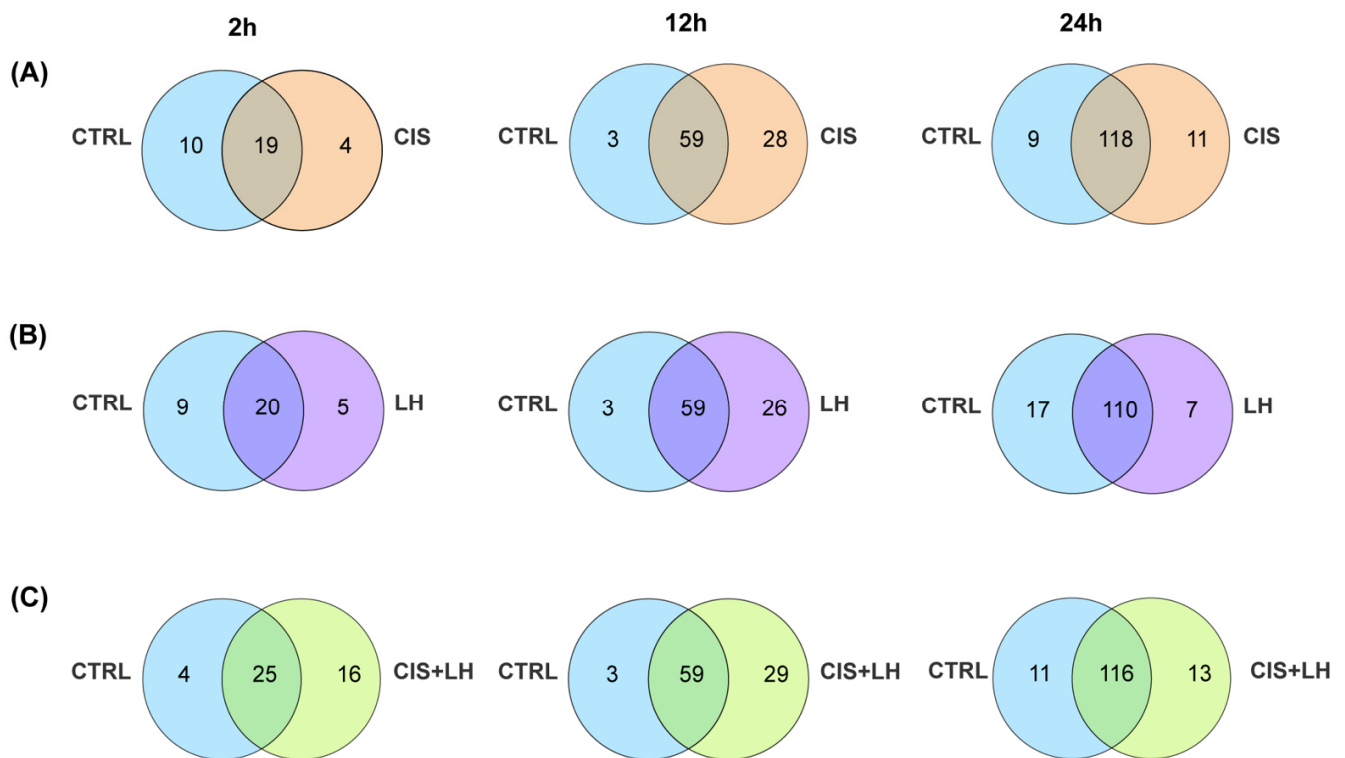 2h 12h 24h
(A)
CTRL 10 19 4 CIS CTRL 3 59 28 CIS CTRL 9 118 11 CIS
(B)
CTRL 9 20 5 LH CTRL 3 59 26 LH CTRL 17 110 7 LH
(C)
CTRL 4 25 16 CIS+LH CTRL 3 59 29 CIS+LH CTRL 11 116 13 CIS+LH